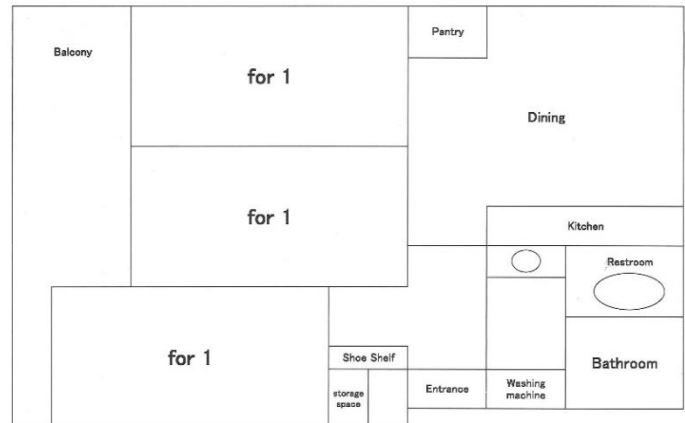 Pantry
Balcony
for 1
Dining
for 1
Kitchen
Restroom
for 1
Shoe Shelf
Bathroom
storage
space
Entrance
Washing
machine